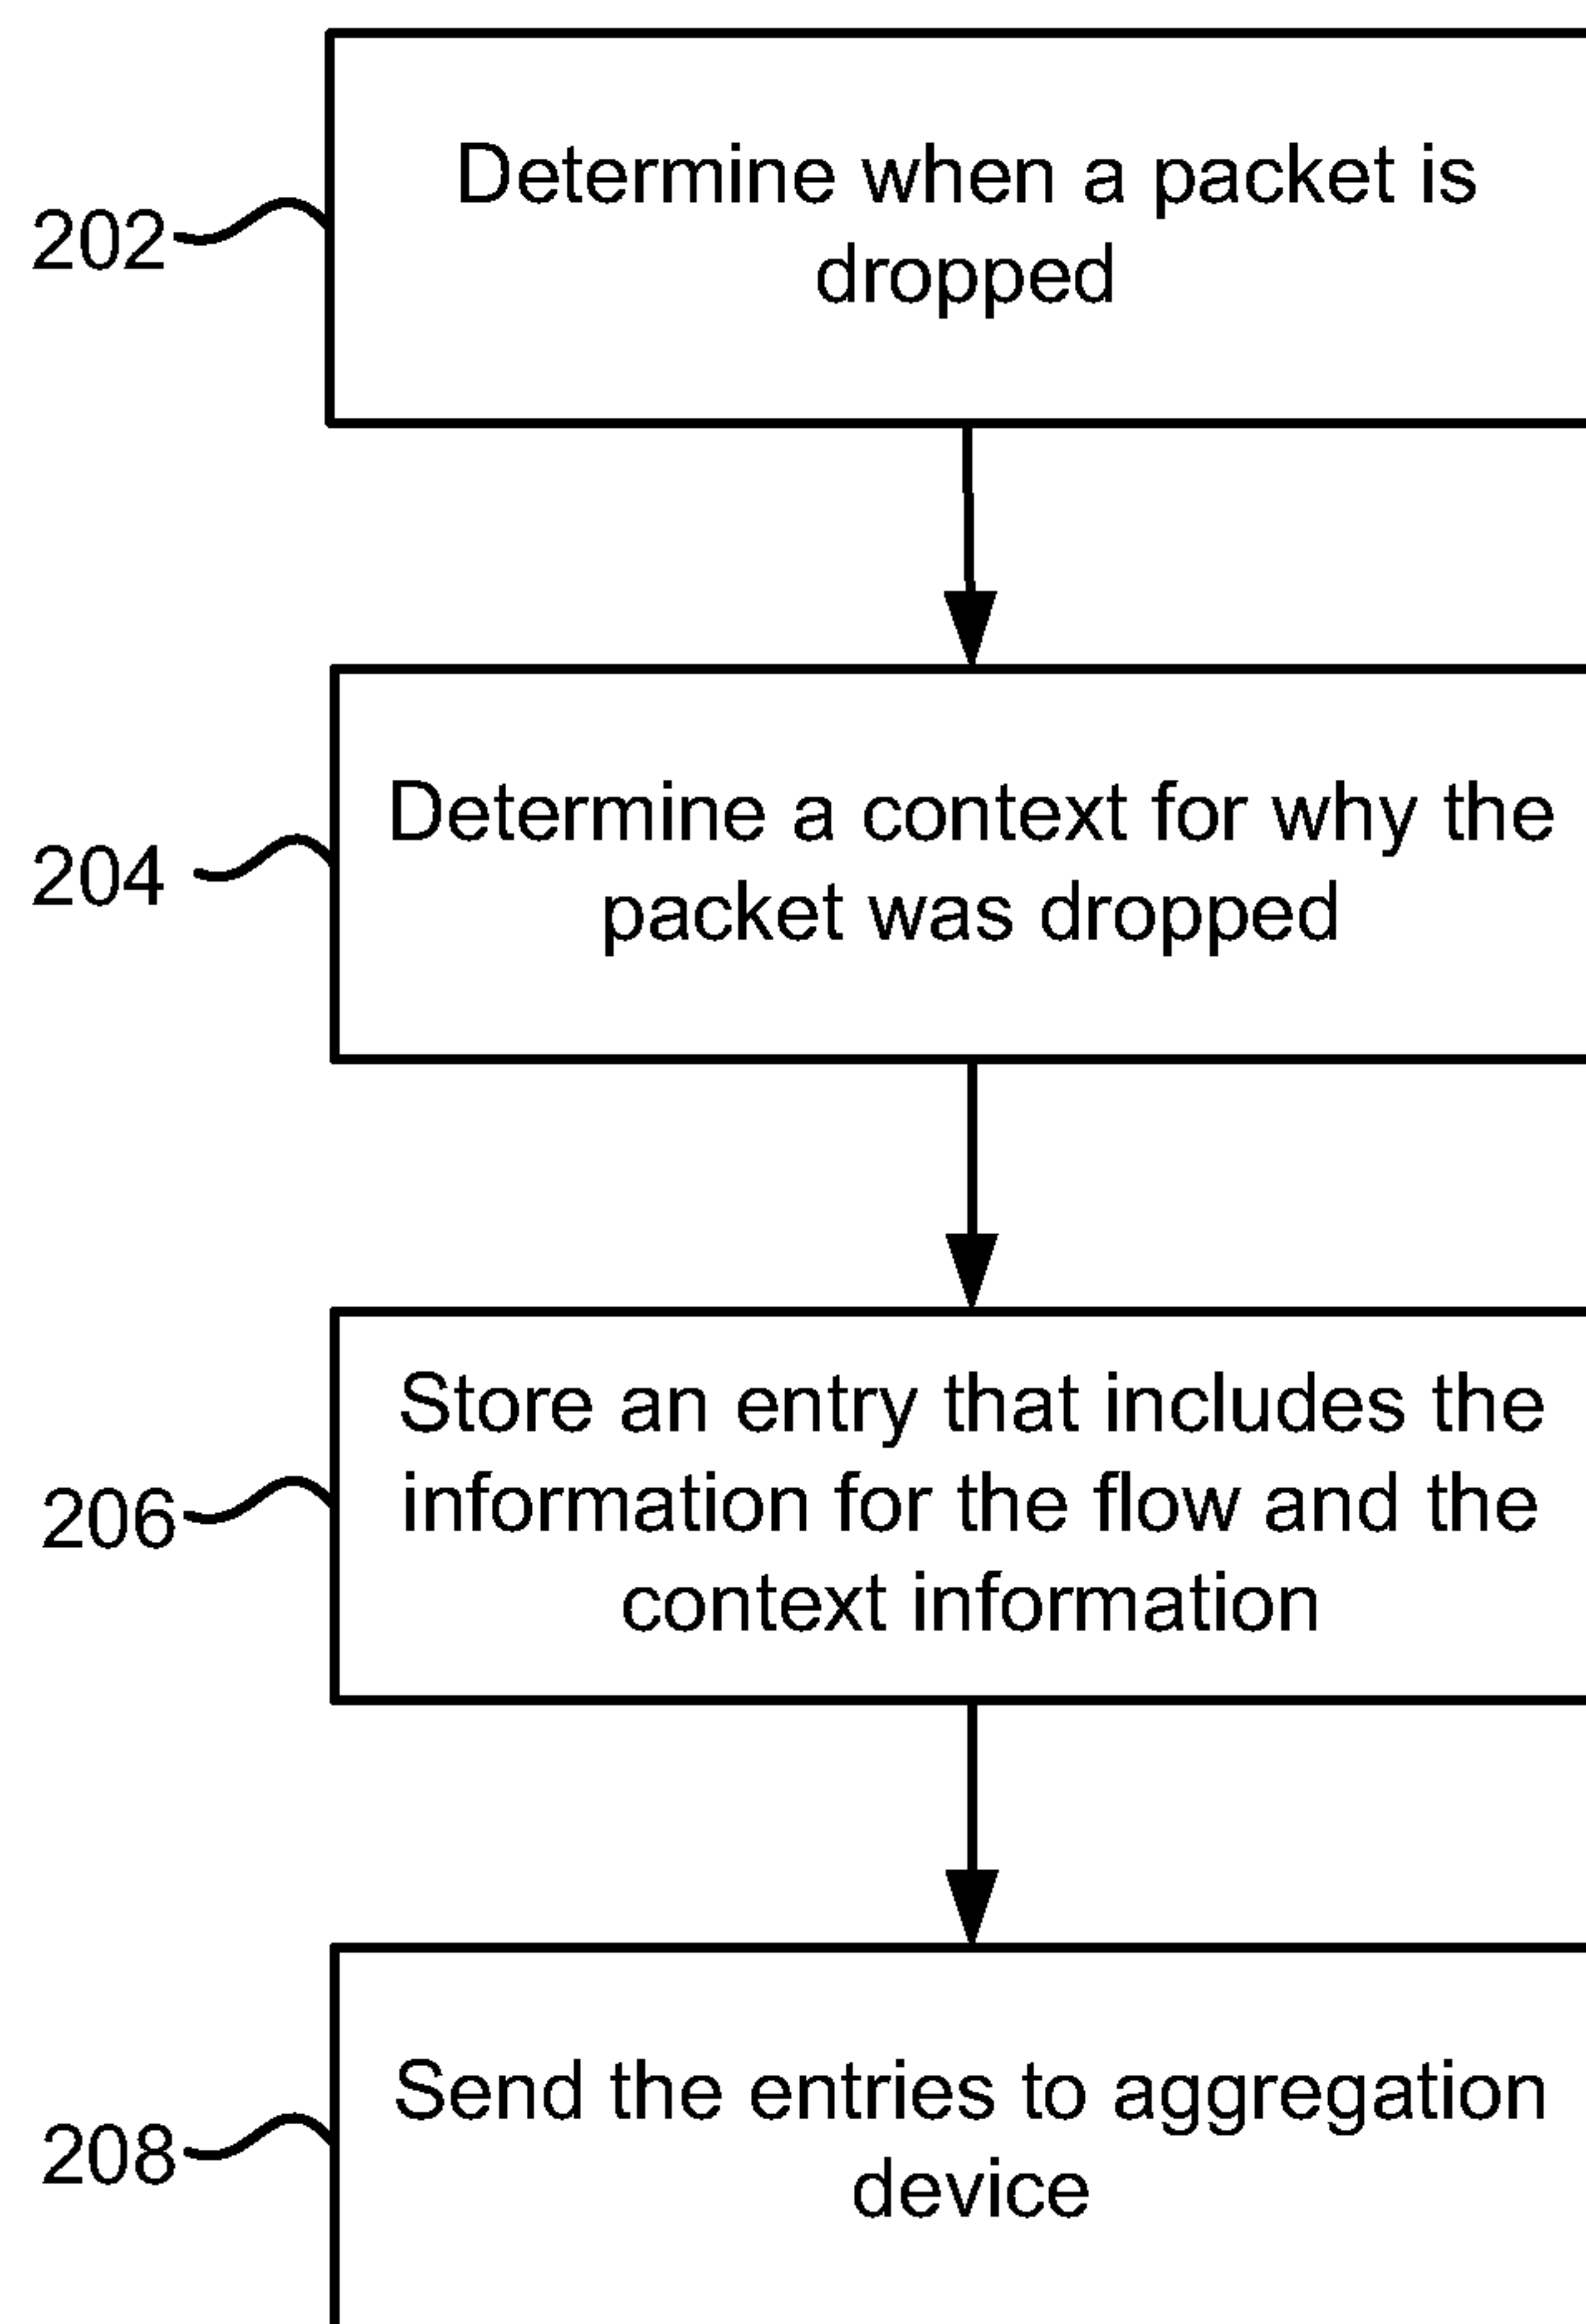 Determine when a packet is
dropped
202
Determine a context for why the
packet was dropped
204
Store an entry that includes the
information for the flow and the
context information
206
Send the entries to aggregation
device
208